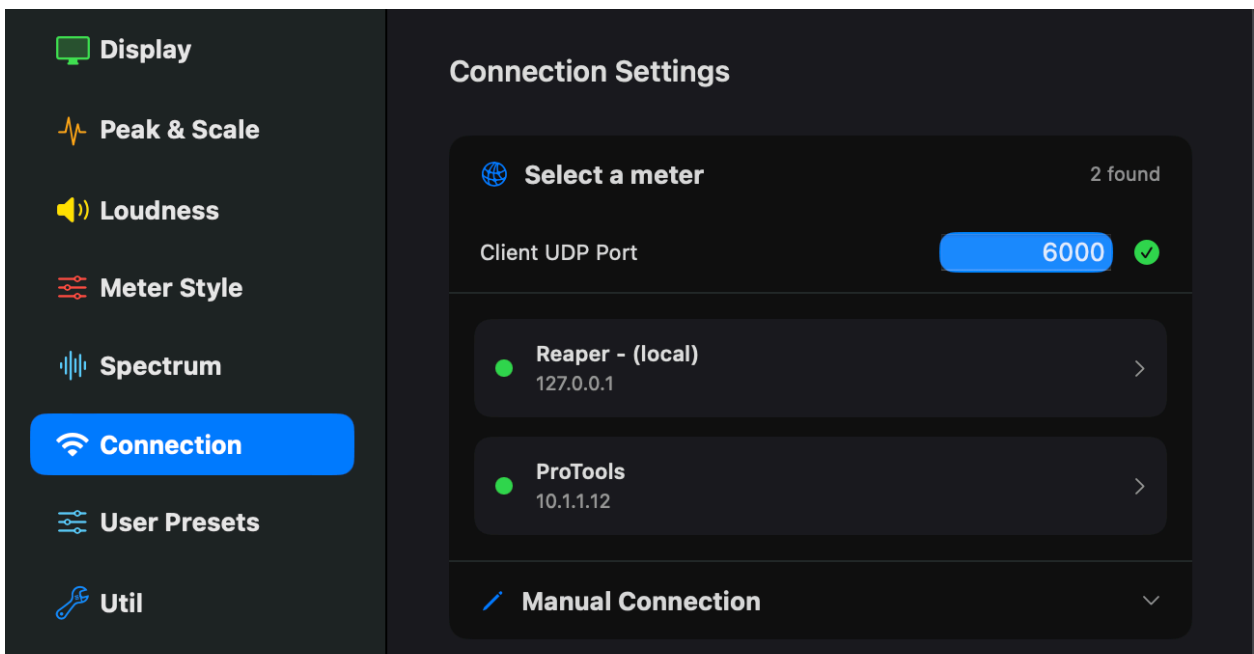 Display
Peak & Scale
Loudness
Meter Style
Spectrum
Connection
User Presets
Util
Connection Settings
Select a meter 2 found
Client UDP Port 6000
Reaper - (local)
127.0.0.1
ProTools
10.1.1.12
Manual Connection